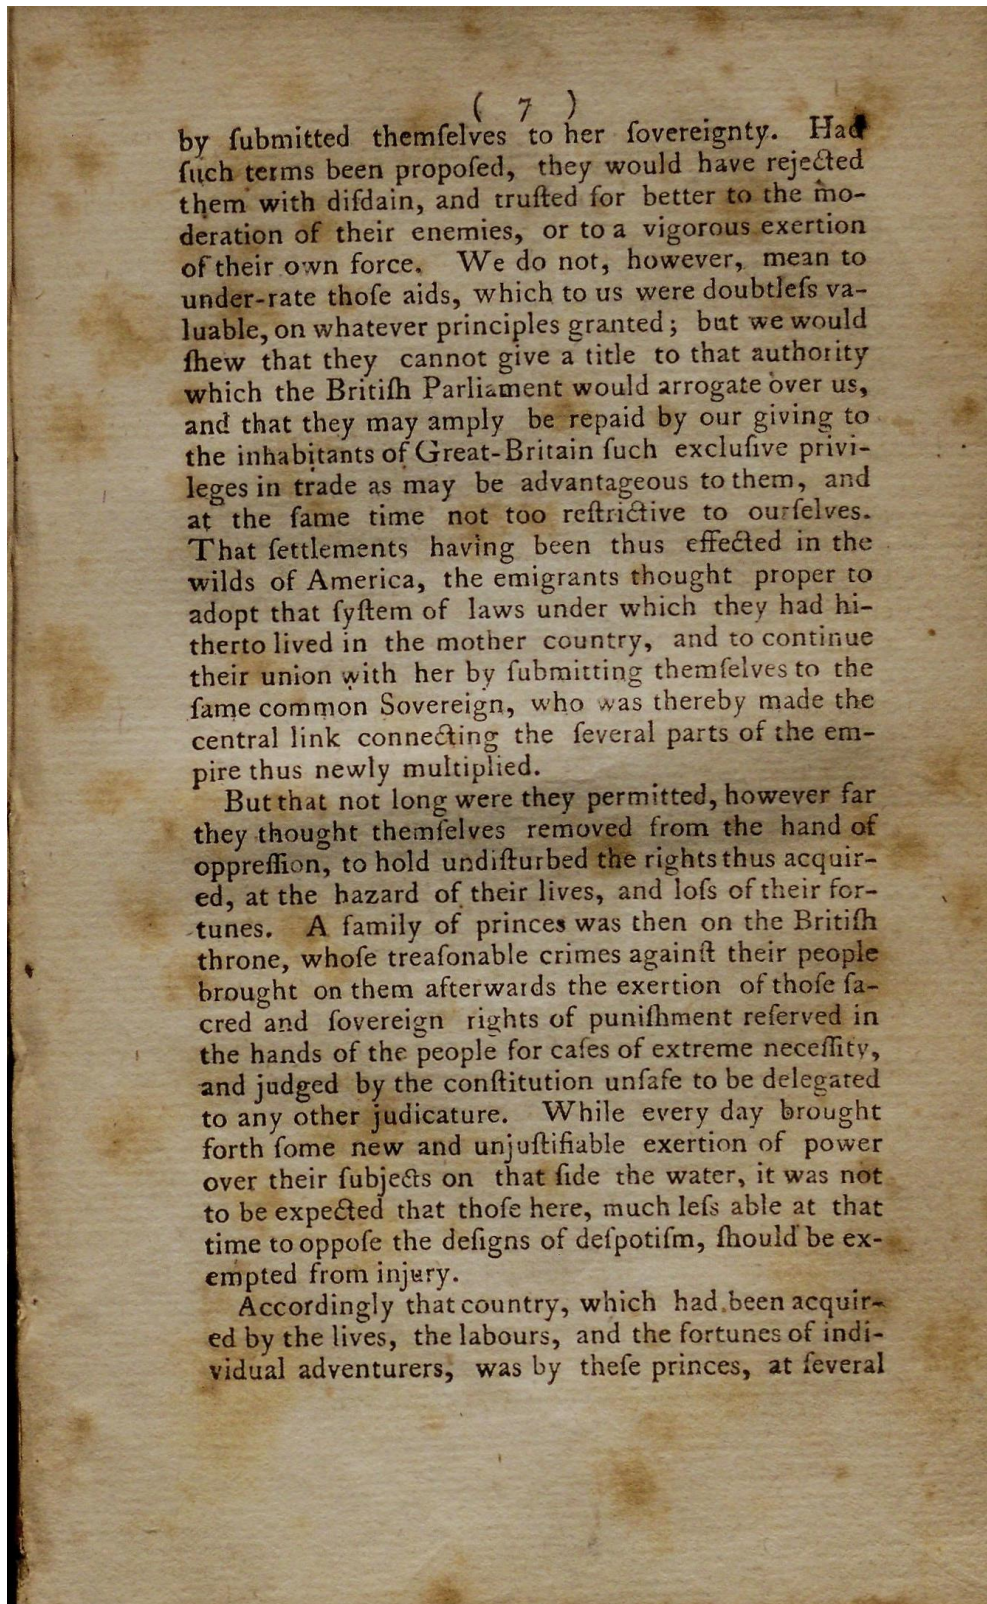 ( 7 )
by ſubmitted themſelves to her ſovereignty. Had
ſuch terms been propoſed, they would have rejected
them with diſdain, and truſted for better to the mo-
deration of their enemies, or to a vigorous exertion
of their own force. We do not, however, mean to
under-rate thoſe aids, which to us were doubtleſs va-
luable, on whatever principles granted; but we would
ſhew that they cannot give a title to that authority
which the Britiſh Parliament would arrogate over us,
and that they may amply be repaid by our giving to
the inhabitants of Great-Britain ſuch excluſive privi-
leges in trade as may be advantageous to them, and
at the ſame time not too reſtrictive to ourſelves.
That ſettlements having been thus effected in the
wilds of America, the emigrants thought proper to
adopt that ſyſtem of laws under which they had hi-
therto lived in the mother country, and to continue
their union with her by ſubmitting themſelves to the
ſame common Sovereign, who was thereby made the
central link connecting the ſeveral parts of the em-
pire thus newly multiplied.
But that not long were they permitted, however far
they thought themſelves removed from the hand of
oppreſſion, to hold undiſturbed the rights thus acquir-
ed, at the hazard of their lives, and loſs of their for-
tunes. A family of princes was then on the Britiſh
throne, whoſe treaſonable crimes againſt their people
brought on them afterwards the exertion of thoſe ſa-
cred and ſovereign rights of puniſhment reſerved in
the hands of the people for caſes of extreme neceſſity,
and judged by the conſtitution unſafe to be delegated
to any other judicature. While every day brought
forth ſome new and unjuſtifiable exertion of power
over their ſubjects on that ſide the water, it was not
to be expected that thoſe here, much leſs able at that
time to oppoſe the deſigns of deſpotiſm, ſhould be ex-
empted from injury.
Accordingly that country, which had been acquir-
ed by the lives, the labours, and the fortunes of indi-
vidual adventurers, was by theſe princes, at ſeveral